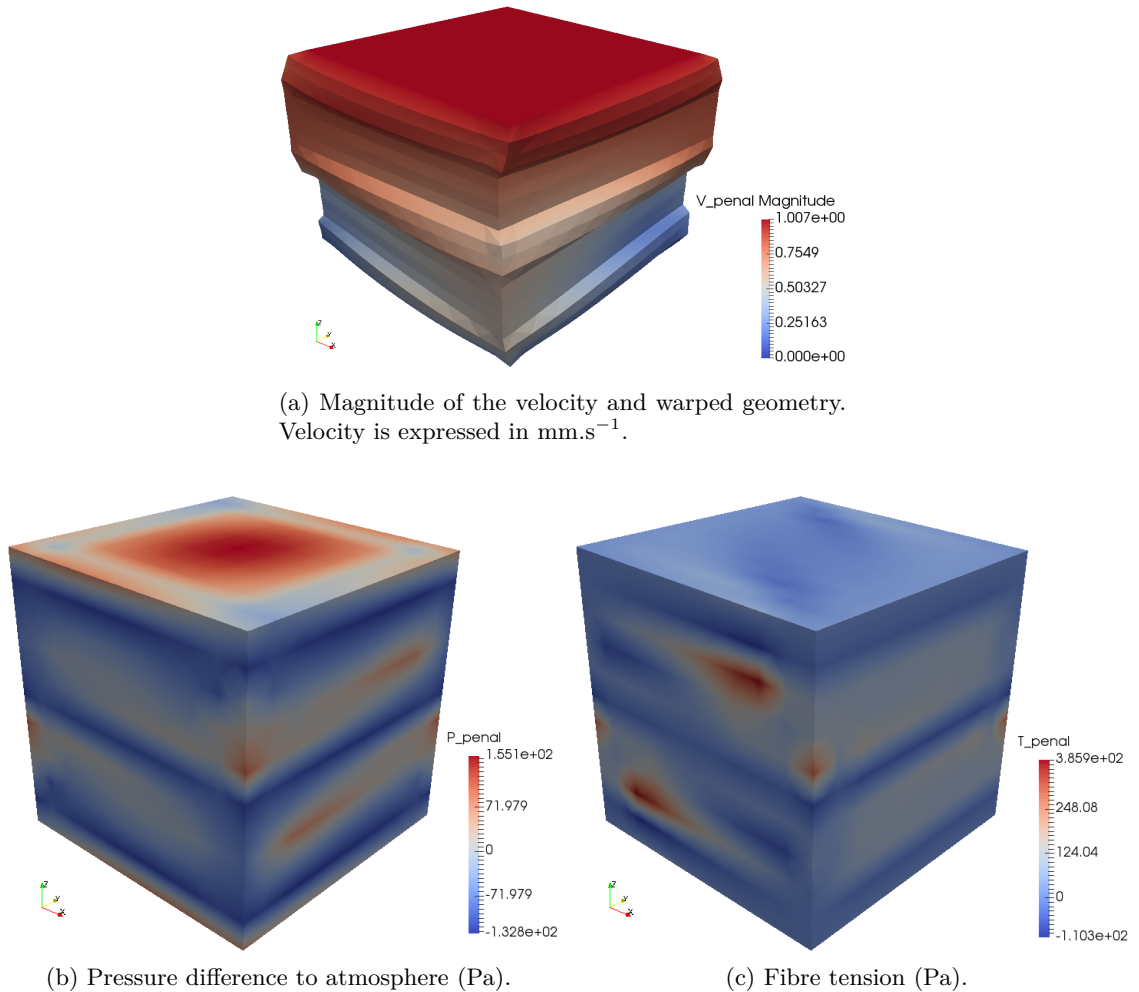 V_penal Magnitude
1.007e+00
0.7549
0.50327
0.25163
0.000e+00
Z
Y
X
(a) Magnitude of the velocity and warped geometry.
Velocity is expressed in mm.s⁻¹.
P_penal
1.551e+02
71.979
0
-71.979
-1.328e+02
Z
Y
X
(b) Pressure difference to atmosphere (Pa).
T_penal
3.859e+02
248.08
124.04
0
-1.103e+02
Z
Y
X
(c) Fibre tension (Pa).